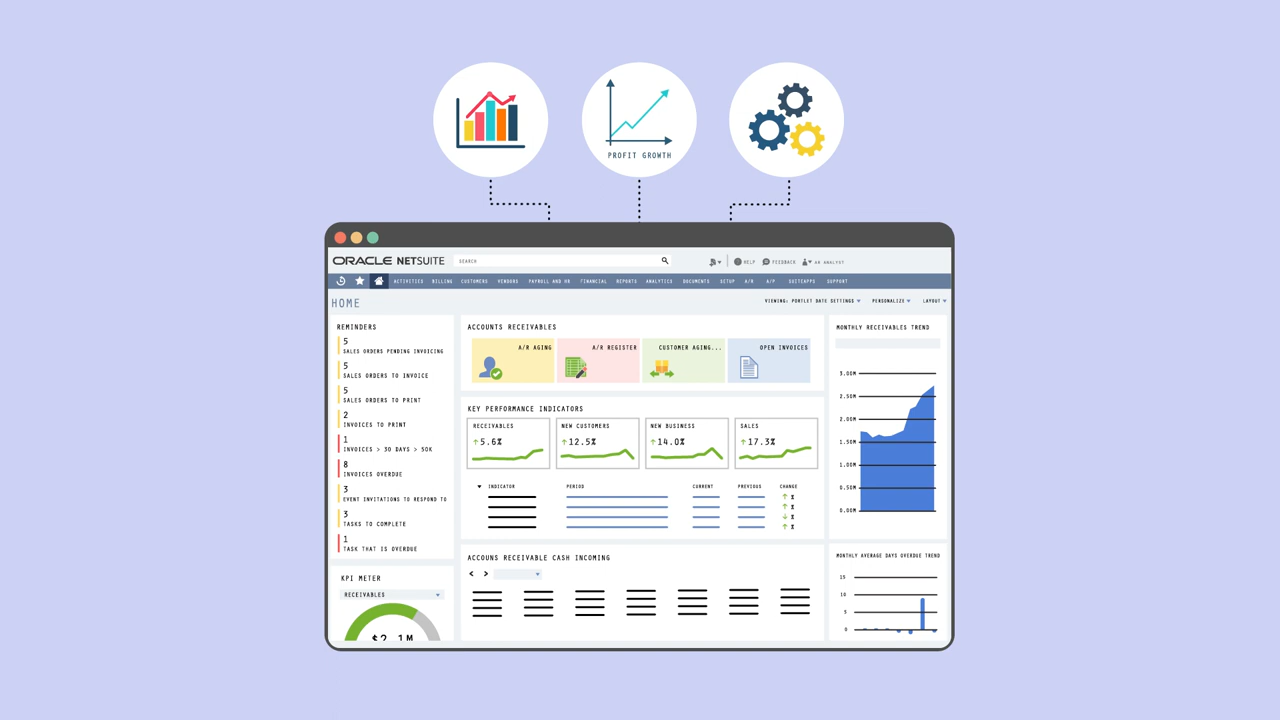 PROFIT GROWTH
ORACLE NETSUITE
SEARCH
HELP
FEEDBACK
AR ANALYST
ACTIVITIES BILLING CUSTOMERS VENDORS PAYROLL AND HR FINANCIAL REPORTS ANALYTICS DOCUMENTS SETUP A/R A/P SUITEAPPS SUPPORT
HOME
VIEWING: PORTLET DATE SETTINGS PERSONALIZE LAYOUT
REMINDERS
5
SALES ORDERS PENDING INVOICING
5
SALES ORDERS TO INVOICE
5
SALES ORDERS TO PRINT
2
INVOICES TO PRINT
1
INVOICES > 30 DAYS > $0K
8
INVOICES OVERDUE
3
EVENT INVITATIONS TO RESPOND TO
3
TASKS TO COMPLETE
1
TASK THAT IS OVERDUE
KPI METER
RECEIVABLES
$2.1M
ACCOUNTS RECEIVABLES
A/R AGING
A/R REGISTER
CUSTOMER AGING...
OPEN INVOICES
KEY PERFORMANCE INDICATORS
RECEIVABLES
↑5.6%
NEW CUSTOMERS
↑12.5%
NEW BUSINESS
↑14.0%
SALES
↑17.3%
INDICATOR PERIOD CURRENT PREVIOUS CHANGE
↑ %
↑ %
↓ %
↑ %
ACCOUNS RECEIVABLE CASH INCOMING
< >
MONTHLY RECEIVABLES TREND
3.00M
2.50M
2.00M
1.50M
1.00M
0.50M
0.00M
MONTHLY AVERAGE DAYS OVERDUE TREND
15
10
5
0